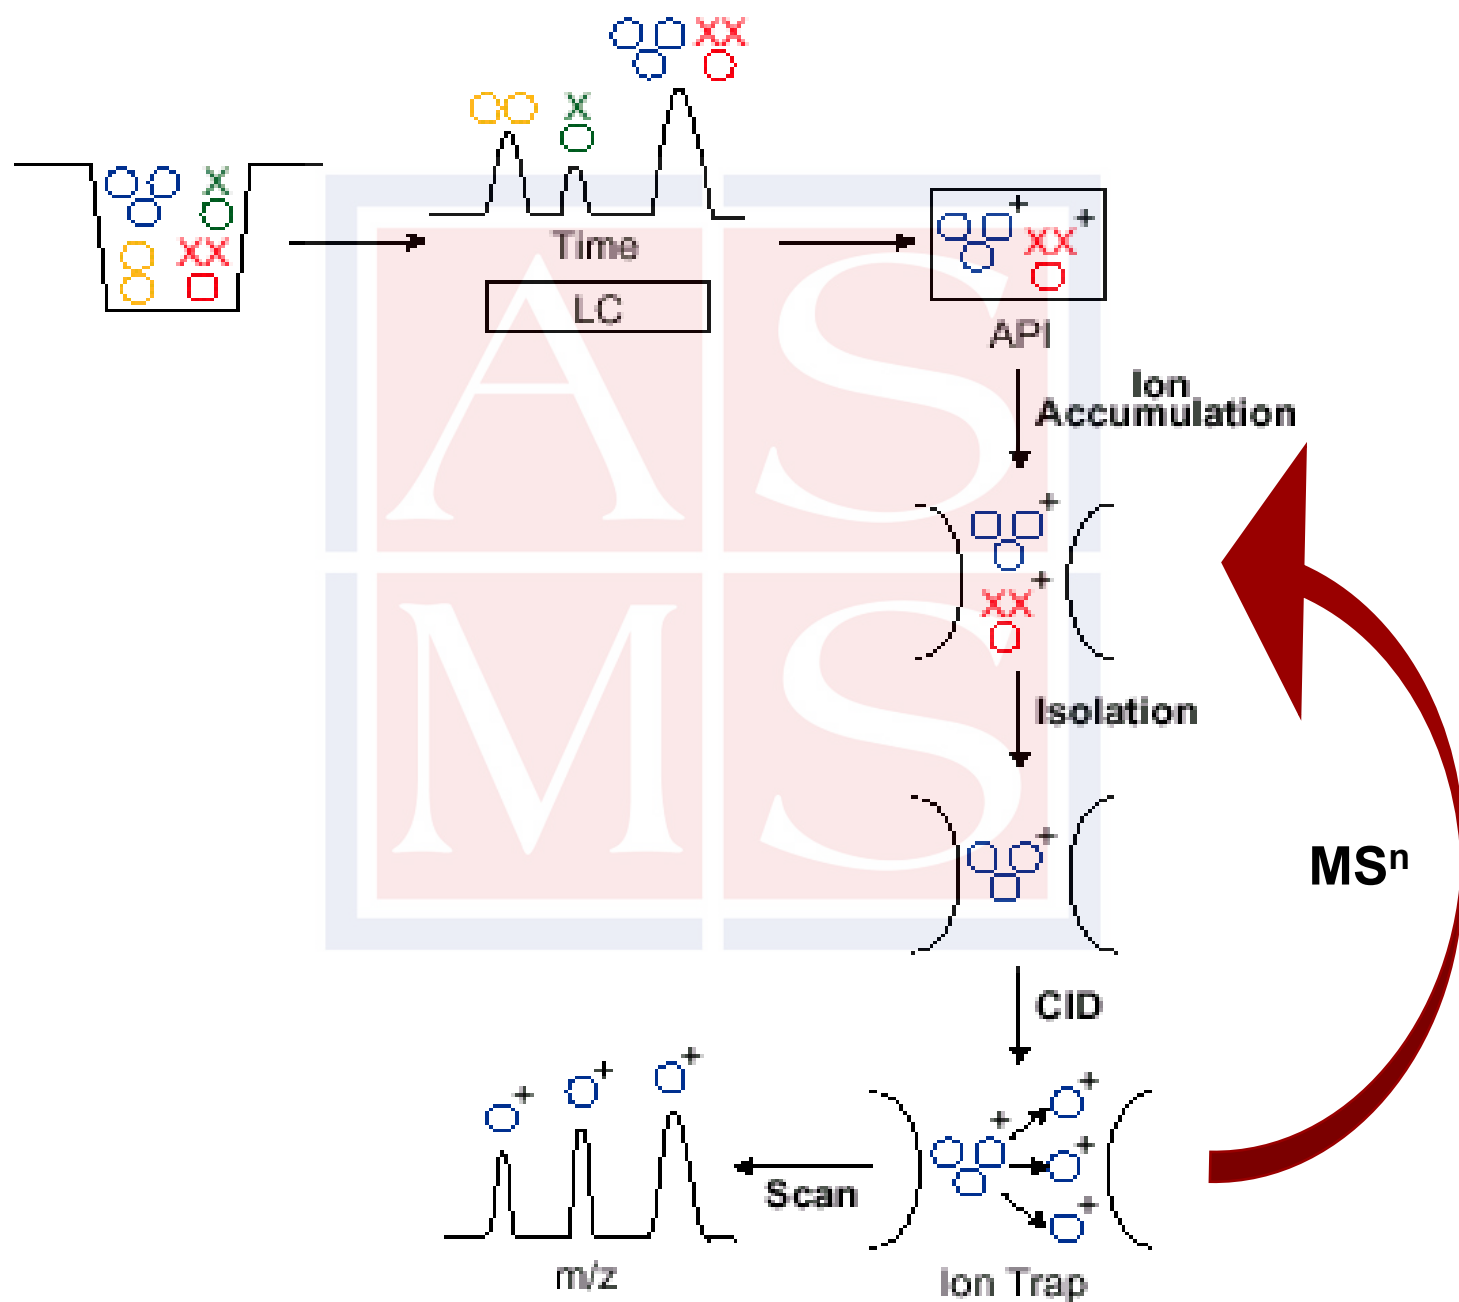 Time
LC
API
Ion
Accumulation
Isolation
CID
MSⁿ
Scan
m/z
Ion Trap
A S
M S